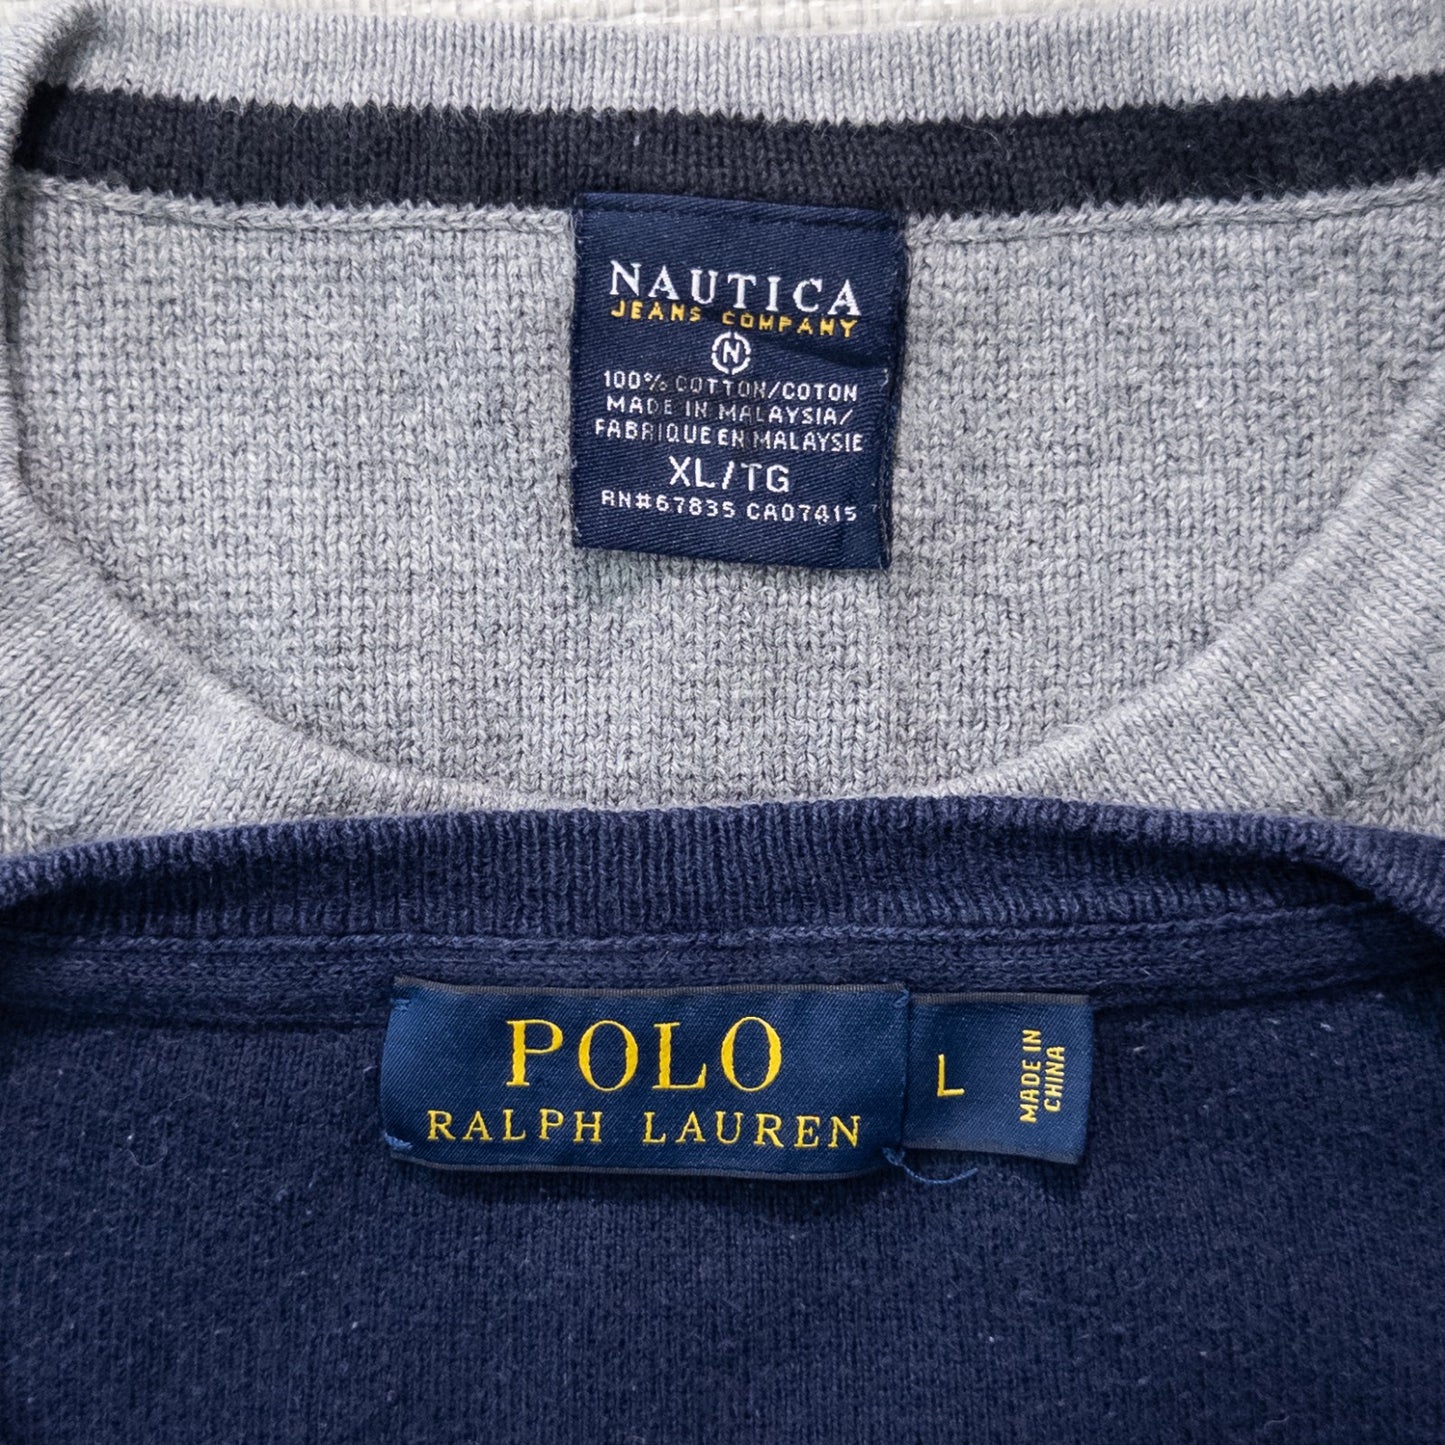 NAUTICA
JEANS COMPANY
N
100% COTTON/COTON
MADE IN MALAYSIA/
FABRIQUE EN MALAYSIE
XL/TG
RN#67835 CA07415
POLO
RALPH LAUREN
L
MADE IN
CHINA